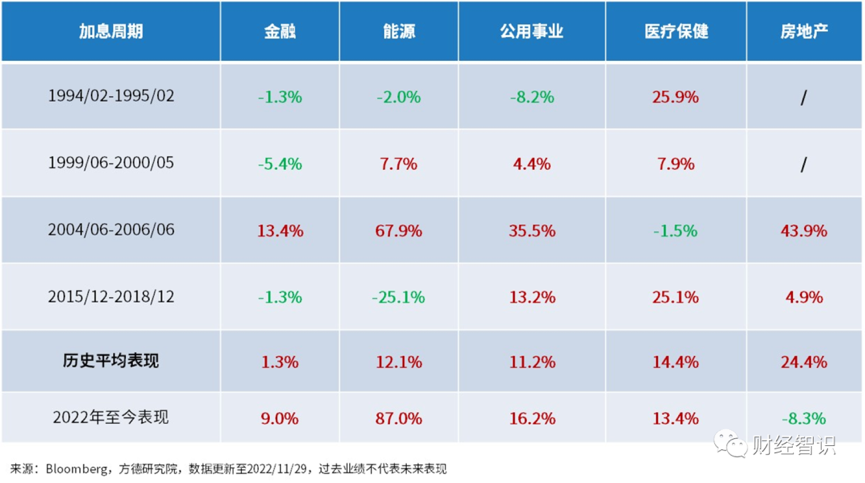 加息周期 金融 能源 公用事业 医疗保健 房地产
1994/02-1995/02 -1.3% -2.0% -8.2% 25.9% /
1999/06-2000/05 -5.4% 7.7% 4.4% 7.9% /
2004/06-2006/06 13.4% 67.9% 35.5% -1.5% 43.9%
2015/12-2018/12 -1.3% -25.1% 13.2% 25.1% 4.9%
历史平均表现 1.3% 12.1% 11.2% 14.4% 24.4%
2022年至今表现 9.0% 87.0% 16.2% 13.4% -8.3%
财经智识
来源：Bloomberg，方德研究院，数据更新至2022/11/29，过去业绩不代表未来表现